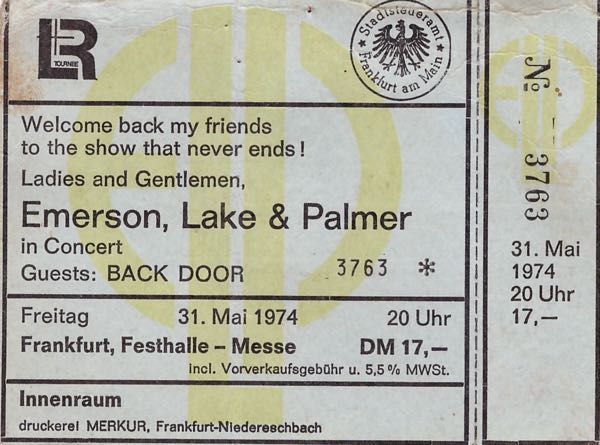 LR
TOURNEE
Stadtsteueramt
Frankfurt am Main
Welcome back my friends
to the show that never ends!
Ladies and Gentlemen,
Emerson, Lake & Palmer
in Concert
Guests: BACK DOOR 3763 *
Freitag 31. Mai 1974 20 Uhr
Frankfurt, Festhalle – Messe DM 17,—
incl. Vorverkaufsgebühr u. 5,5% MWSt.
Innenraum
druckerei MERKUR, Frankfurt-Niedereschbach
№ 3763
31. Mai
1974
20 Uhr
17,—